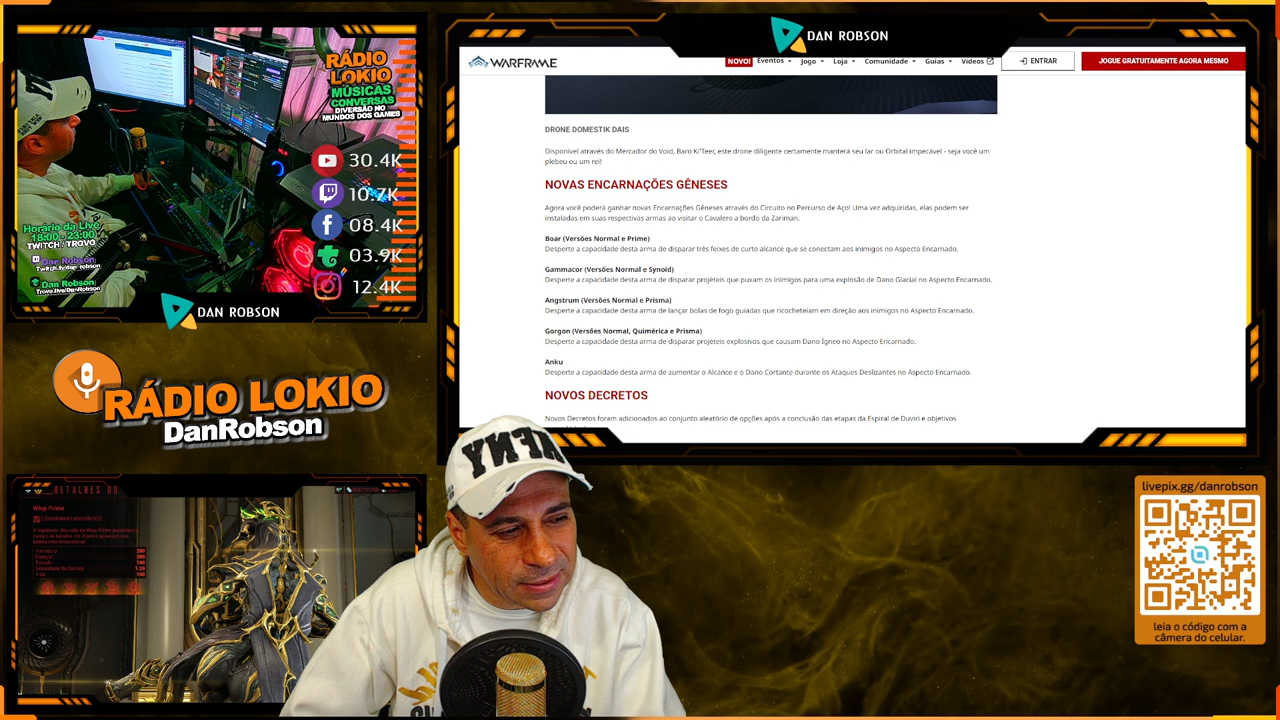 RÁDIO
LOKIO
MÚSICAS
CONVERSAS
DIVERSÃO NO
MUNDOS DOS GAMES
30.4K
10.7K
08.4K
03.9K
12.4K
Horário da Live
18:00 - 23:00
TWITCH / TROVO
Dan Robson
Twitch.tv/dan_robson
Dan Robson
Trovo.live/DanRobson
DAN ROBSON
RÁDIO LOKIO
DanRobson
DETALHES DO
Wisp Prime
DAN ROBSON
WARFRAME
NOVO!
Eventos
Jogo
Loja
Comunidade
Guias
Vídeos
ENTRAR
JOGUE GRATUITAMENTE AGORA MESMO
DRONE DOMESTIK DAIS
Disponível através do Mercador do Void, Baro Ki'Teer, este drone diligente certamente manterá seu lar ou Orbital impecável - seja você um
plebeu ou um rei!
NOVAS ENCARNAÇÕES GÊNESES
Agora você poderá ganhar novas Encarnações Gêneses através do Circuito no Percurso de Aço! Uma vez adquiridas, elas podem ser
instaladas em suas respectivas armas ao visitar o Cavalero a bordo da Zariman.
Boar (Versões Normal e Prime)
Desperte a capacidade desta arma de disparar três feixes de curto alcance que se conectam aos inimigos no Aspecto Encarnado.
Gammacor (Versões Normal e Synoid)
Desperte a capacidade desta arma de disparar projéteis que puxam os inimigos para uma explosão de Dano Glacial no Aspecto Encarnado.
Angstrum (Versões Normal e Prisma)
Desperte a capacidade desta arma de lançar bolas de fogo guiadas que ricocheteiam em direção aos inimigos no Aspecto Encarnado.
Gorgon (Versões Normal, Quimérica e Prisma)
Desperte a capacidade desta arma de disparar projéteis explosivos que causam Dano Ígneo no Aspecto Encarnado.
Anku
Desperte a capacidade desta arma de aumentar o Alcance e o Dano Cortante durante os Ataques Deslizantes no Aspecto Encarnado.
NOVOS DECRETOS
Novos Decretos foram adicionados ao conjunto aleatório de opções após a conclusão das etapas da Espiral de Duviri e objetivos
livepix.gg/danrobson
leia o código com a
câmera do celular.